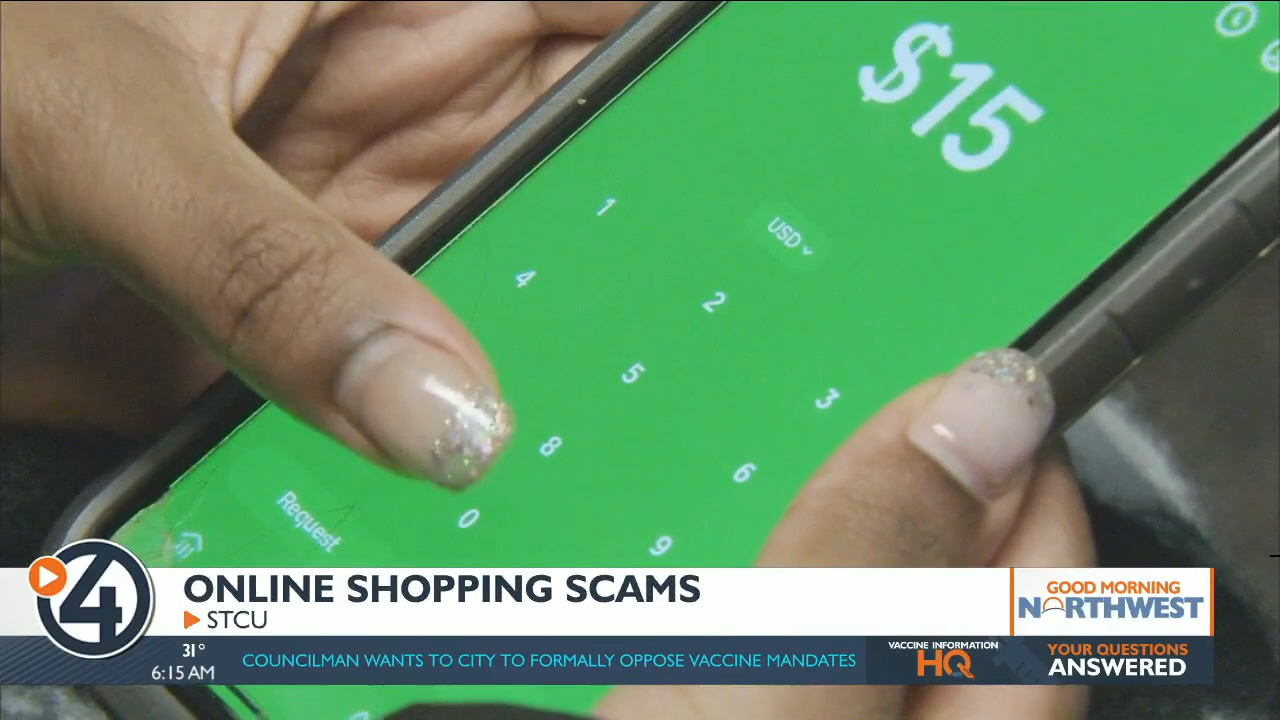 $15
USD
1
2
3
4
5
6
8
9
0
Request
4
ONLINE SHOPPING SCAMS
STCU
GOOD MORNING
NORTHWEST
31°
6:15 AM
COUNCILMAN WANTS TO CITY TO FORMALLY OPPOSE VACCINE MANDATES
VACCINE INFORMATION
HQ
YOUR QUESTIONS
ANSWERED